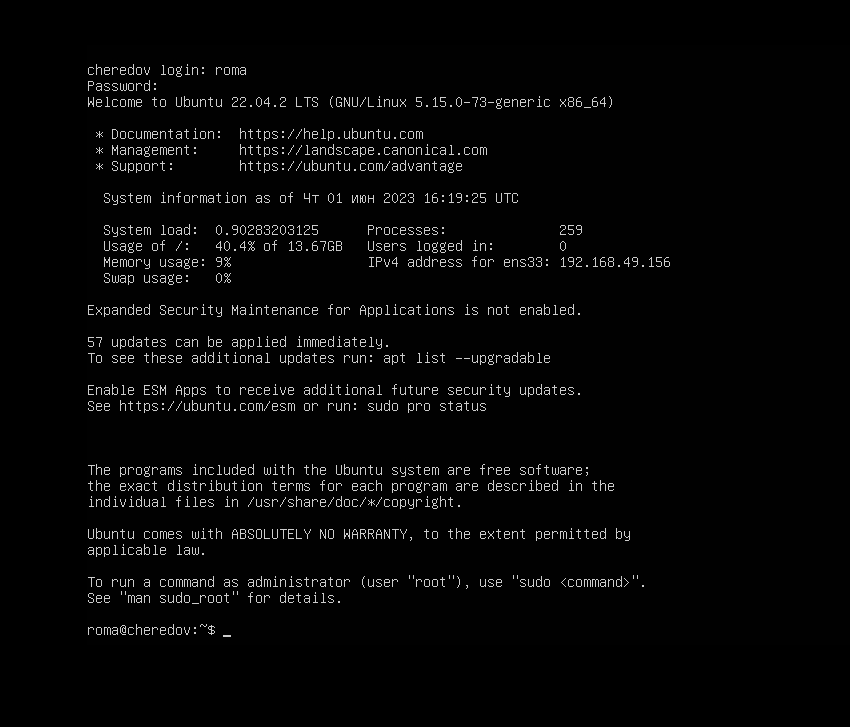 cheredov login: roma
Password:
Welcome to Ubuntu 22.04.2 LTS (GNU/Linux 5.15.0-73-generic x86_64)
* Documentation: https://help.ubuntu.com
* Management: https://landscape.canonical.com
* Support: https://ubuntu.com/advantage
System information as of Чт 01 июн 2023 16:19:25 UTC
System load: 0.90283203125 Processes: 259
Usage of /: 40.4% of 13.67GB Users logged in: 0
Memory usage: 9% IPv4 address for ens33: 192.168.49.156
Swap usage: 0%
Expanded Security Maintenance for Applications is not enabled.
57 updates can be applied immediately.
To see these additional updates run: apt list --upgradable
Enable ESM Apps to receive additional future security updates.
See https://ubuntu.com/esm or run: sudo pro status
The programs included with the Ubuntu system are free software;
the exact distribution terms for each program are described in the
individual files in /usr/share/doc/*/copyright.
Ubuntu comes with ABSOLUTELY NO WARRANTY, to the extent permitted by
applicable law.
To run a command as administrator (user "root"), use "sudo <command>".
See "man sudo_root" for details.
roma@cheredov:~$ _